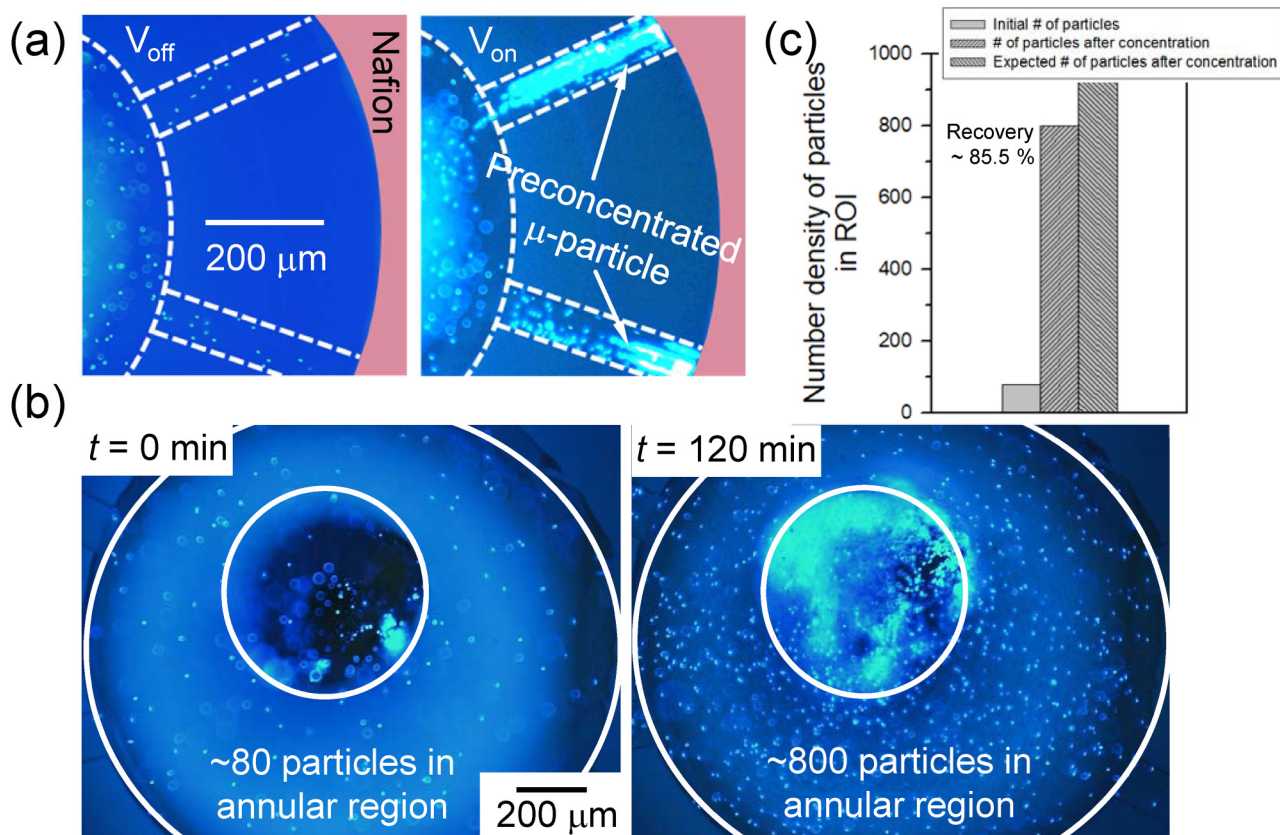 (a)
V_off
Nafion
200 μm
V_on
Preconcentrated
μ-particle
(c)
Initial # of particles
# of particles after concentration
Expected # of particles after concentration
1000
800
600
400
200
0
Number density of particles
in ROI
Recovery
~ 85.5 %
(b)
t = 0 min
~80 particles in
annular region
200 μm
t = 120 min
~800 particles in
annular region